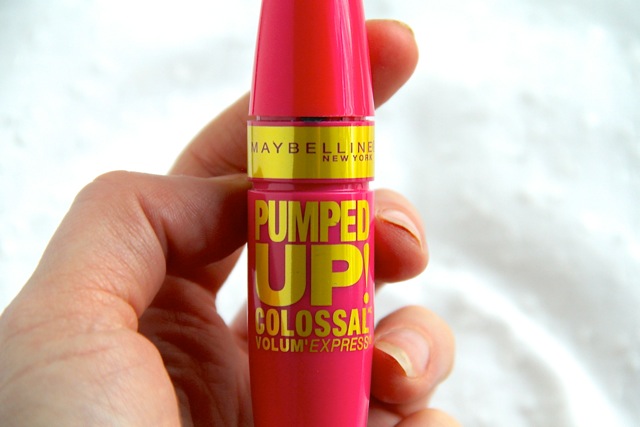 MAYBELLINE
NEW YORK
PUMPED
UP!
COLOSSAL
VOLUM'EXPRESS